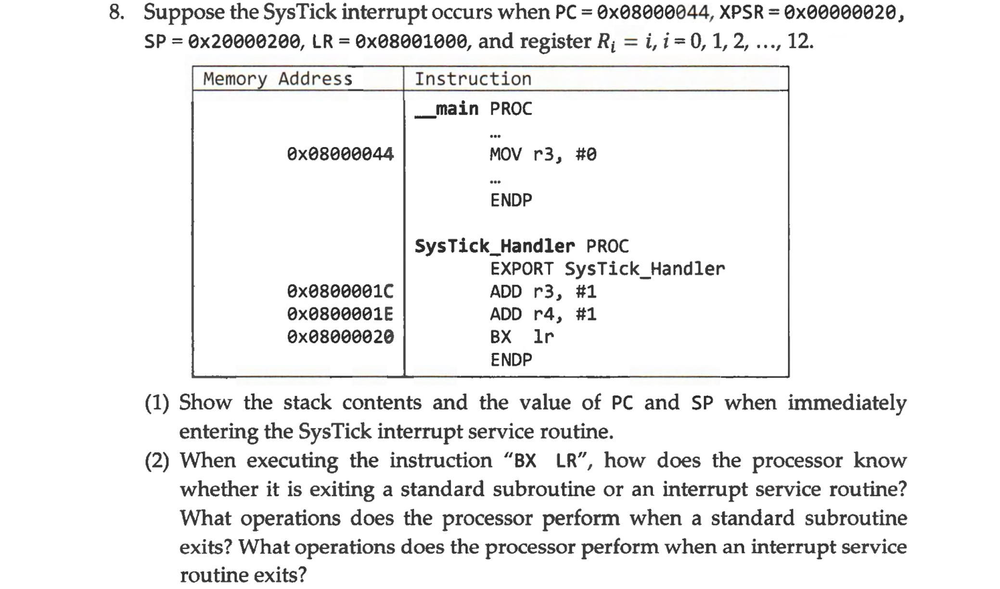 8. Suppose the SysTick interrupt occurs when PC = 0x08000044, XPSR = 0x00000020,
SP = 0x20000200, LR = 0x08001000, and register Ri = i, i = 0, 1, 2, ..., 12.
Memory Address Instruction
__main PROC
...
0x08000044 MOV r3, #0
...
ENDP
SysTick_Handler PROC
EXPORT SysTick_Handler
0x0800001C ADD r3, #1
0x0800001E ADD r4, #1
0x08000020 BX lr
ENDP
(1) Show the stack contents and the value of PC and SP when immediately
entering the SysTick interrupt service routine.
(2) When executing the instruction "BX LR", how does the processor know
whether it is exiting a standard subroutine or an interrupt service routine?
What operations does the processor perform when a standard subroutine
exits? What operations does the processor perform when an interrupt service
routine exits?